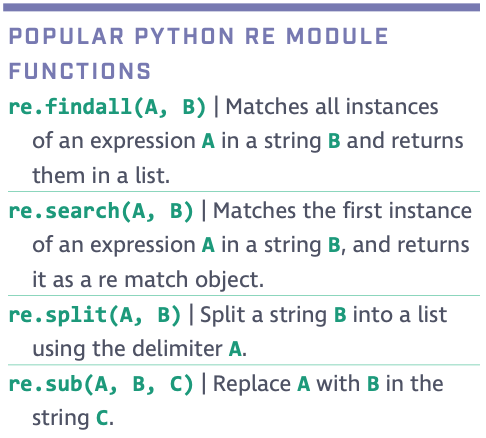 POPULAR PYTHON RE MODULE
FUNCTIONS
re.findall(A, B) | Matches all instances
of an expression A in a string B and returns
them in a list.
re.search(A, B) | Matches the first instance
of an expression A in a string B, and returns
it as a re match object.
re.split(A, B) | Split a string B into a list
using the delimiter A.
re.sub(A, B, C) | Replace A with B in the
string C.